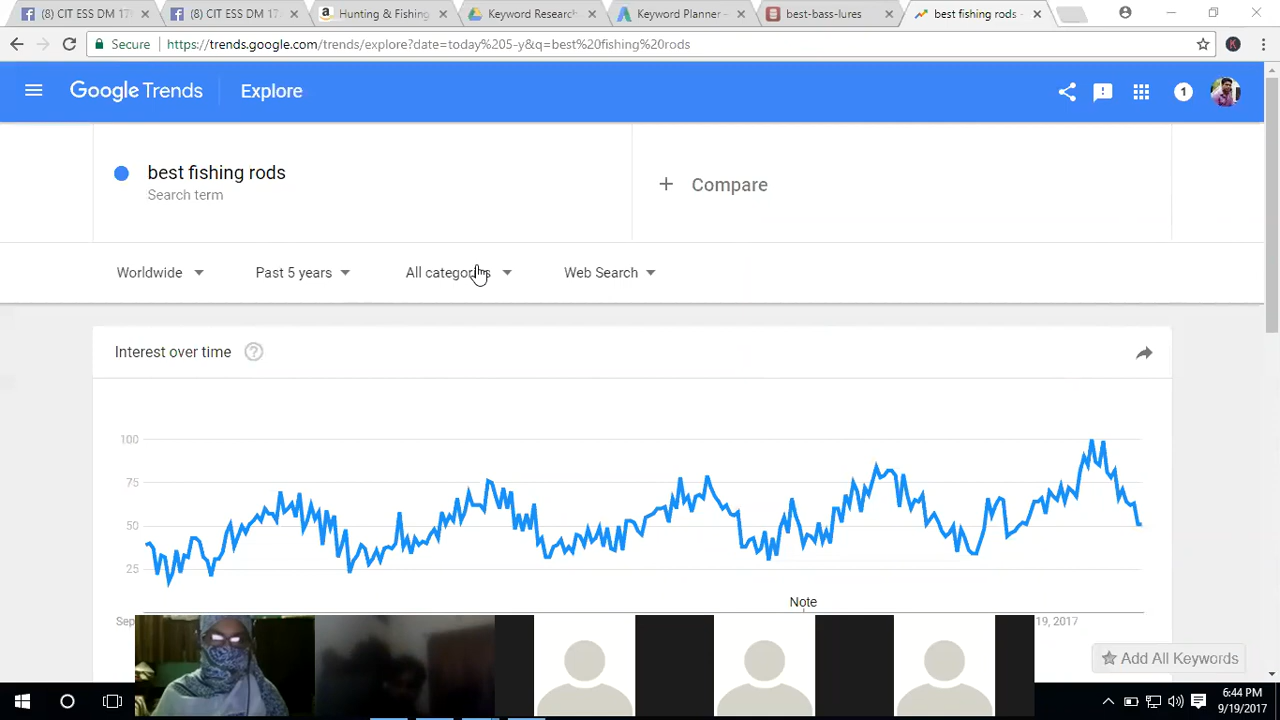 (8) CIT ESS DM 17
(8) CIT ESS DM 17
Hunting & Fishing
Keyword Research
Keyword Planner –
best-bass-lures
best fishing rods -
Secure
https://trends.google.com/trends/explore?date=today%205-y&q=best%20fishing%20rods
K
Google Trends
Explore
1
best fishing rods
Search term
+ Compare
Worldwide
Past 5 years
All categories
Web Search
Interest over time
?
100
75
50
25
Note
Sep
19, 2017
Add All Keywords
6:44 PM
9/19/2017